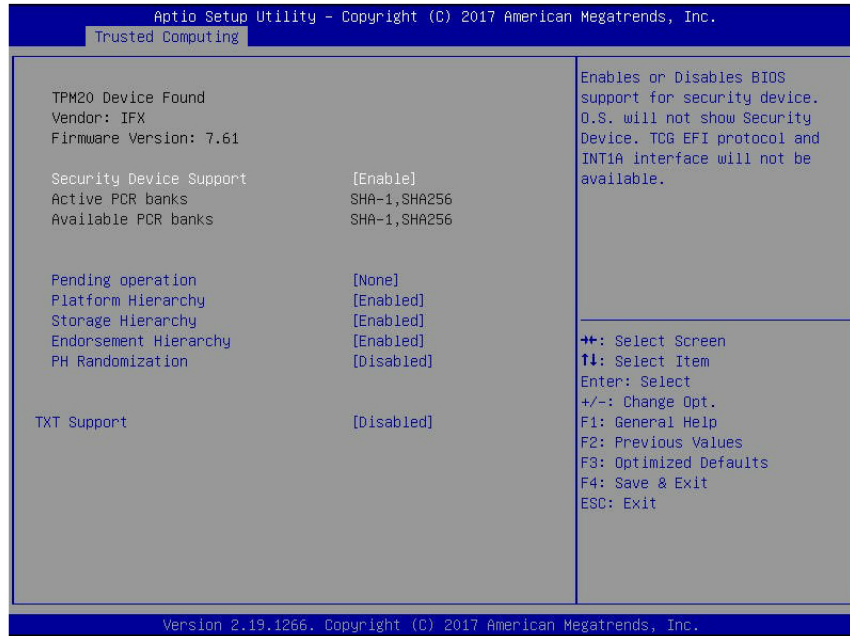 Aptio Setup Utility – Copyright (C) 2017 American Megatrends, Inc.
Trusted Computing
TPM20 Device Found
Vendor: IFX
Firmware Version: 7.61
Security Device Support [Enable]
Active PCR banks SHA-1,SHA256
Available PCR banks SHA-1,SHA256
Pending operation [None]
Platform Hierarchy [Enabled]
Storage Hierarchy [Enabled]
Endorsement Hierarchy [Enabled]
PH Randomization [Disabled]
TXT Support [Disabled]
Enables or Disables BIOS
support for security device.
O.S. will not show Security
Device. TCG EFI protocol and
INT1A interface will not be
available.
→←: Select Screen
↑↓: Select Item
Enter: Select
+/-: Change Opt.
F1: General Help
F2: Previous Values
F3: Optimized Defaults
F4: Save & Exit
ESC: Exit
Version 2.19.1266. Copyright (C) 2017 American Megatrends, Inc.